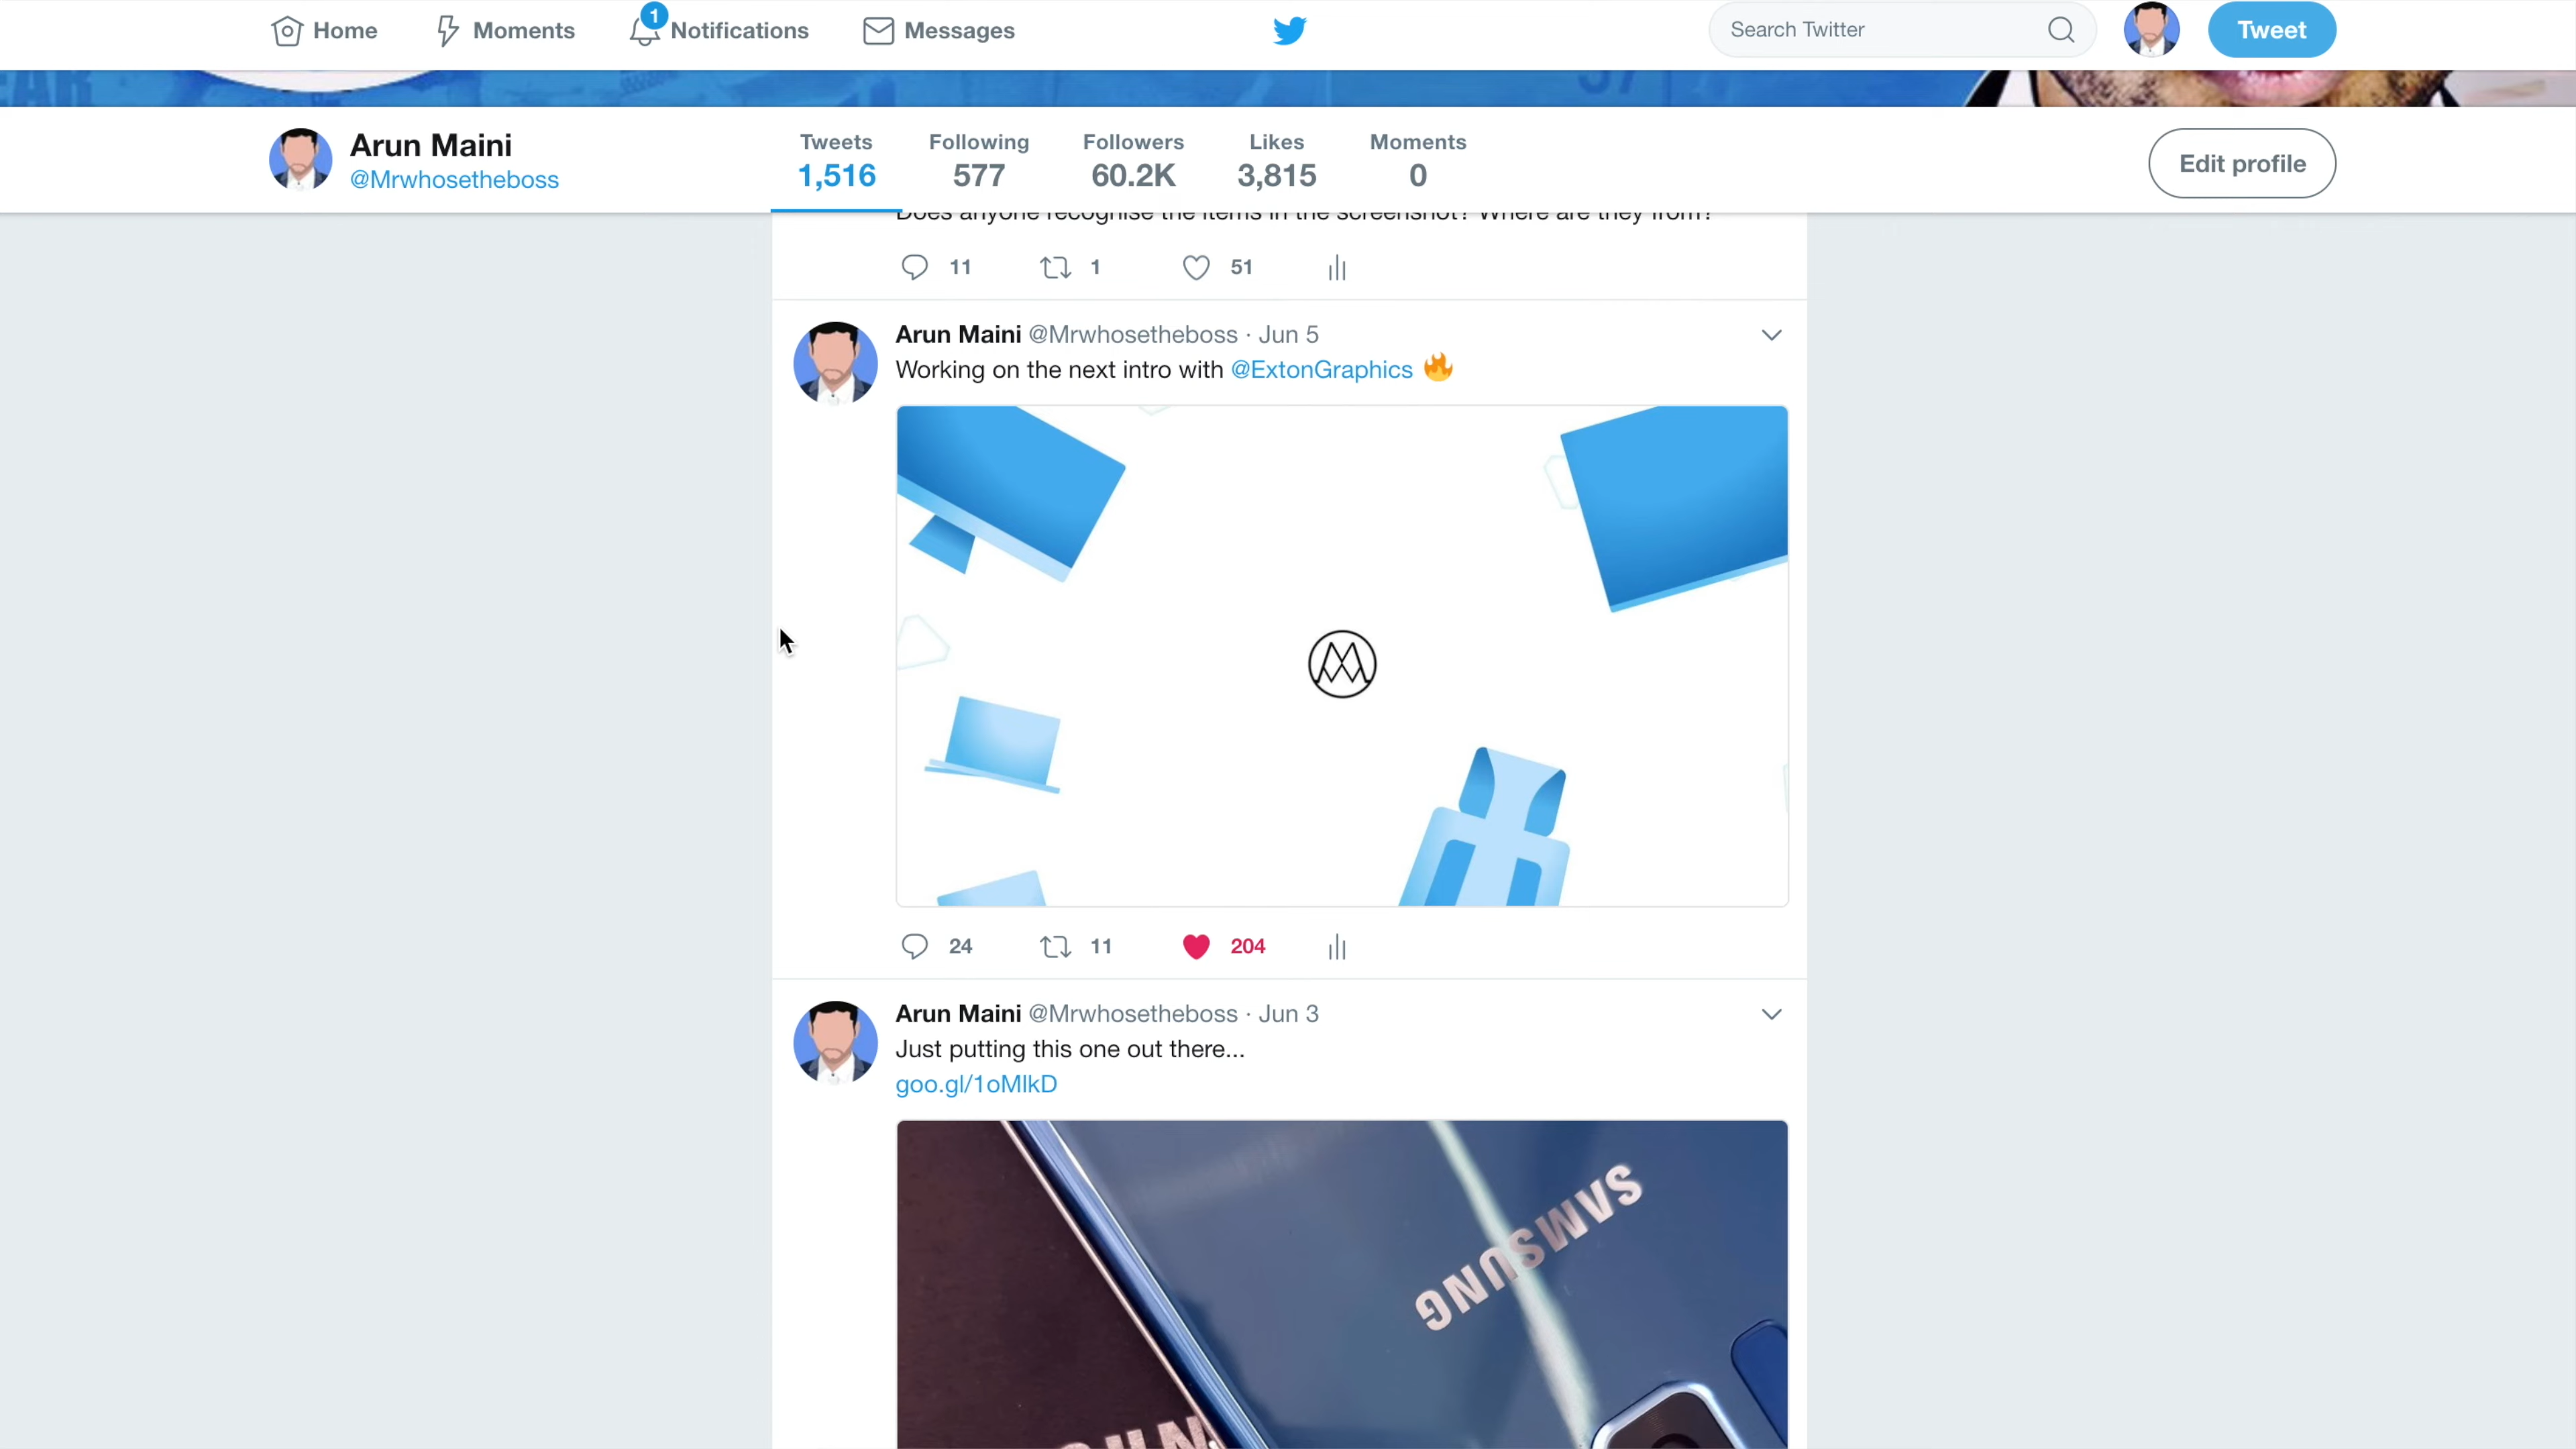 Home
Moments
1
Notifications
Messages
Search Twitter
Tweet
Arun Maini
@Mrwhosetheboss
Tweets
1,516
Following
577
Followers
60.2K
Likes
3,815
Moments
0
Edit profile
Does anyone recognise the items in the screenshot? Where are they from?
11
1
51
Arun Maini @Mrwhosetheboss · Jun 5
Working on the next intro with @ExtonGraphics 🔥
24
11
204
Arun Maini @Mrwhosetheboss · Jun 3
Just putting this one out there...
goo.gl/1oMlkD
SAMSUNG